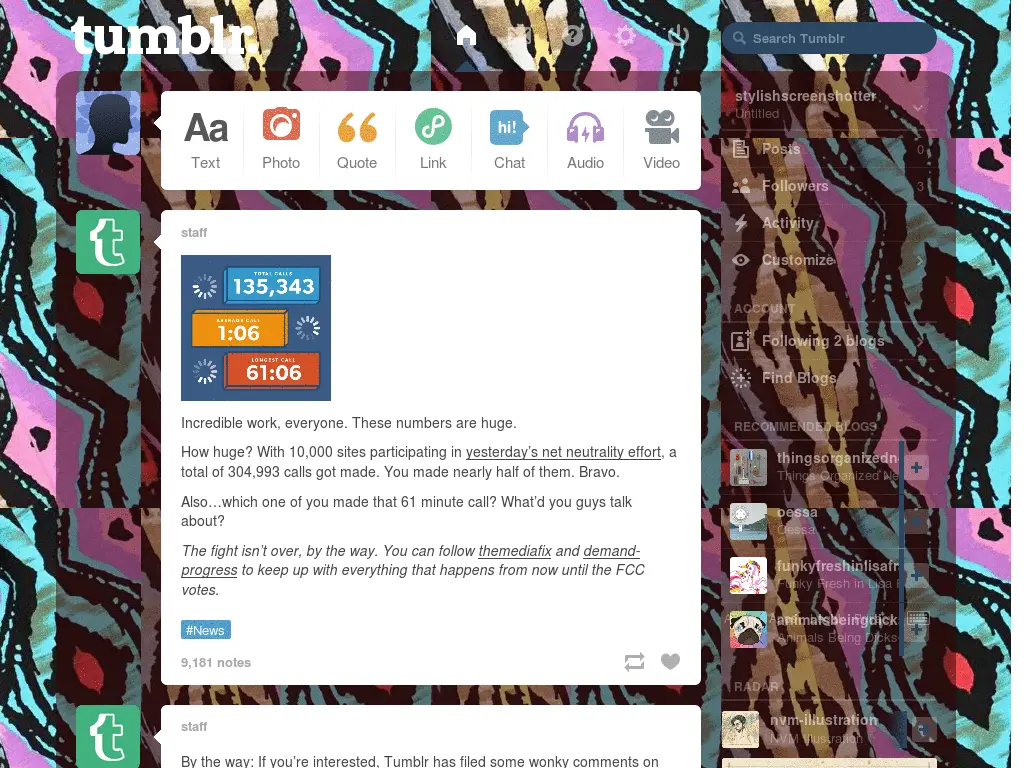 tumblr.
Search Tumblr
stylishscreenshotter
Untitled
Aa
hi!
Text
Photo
Quote
Link
Chat
Audio
Video
Posts
0
Followers
3
Activity
Customize
ACCOUNT
Following 2 blogs
Find Blogs
RECOMMENDED BLOGS
thingsorganizedn
Things Organized Ne
oessa
Oessa
funkyfreshinlisafr
Funky Fresh in Lisa F
animalsbeingdick
Animals Being Dicks
RADAR
nvm-illustration
NVM Illustration
t
staff
TOTAL CALLS
135,343
AVERAGE CALL
1:06
LONGEST CALL
61:06
Incredible work, everyone. These numbers are huge.
How huge? With 10,000 sites participating in yesterday's net neutrality effort, a
total of 304,993 calls got made. You made nearly half of them. Bravo.
Also…which one of you made that 61 minute call? What'd you guys talk
about?
The fight isn't over, by the way. You can follow themediafix and demand-
progress to keep up with everything that happens from now until the FCC
votes.
#News
9,181 notes
t
staff
By the way: If you're interested, Tumblr has filed some wonky comments on